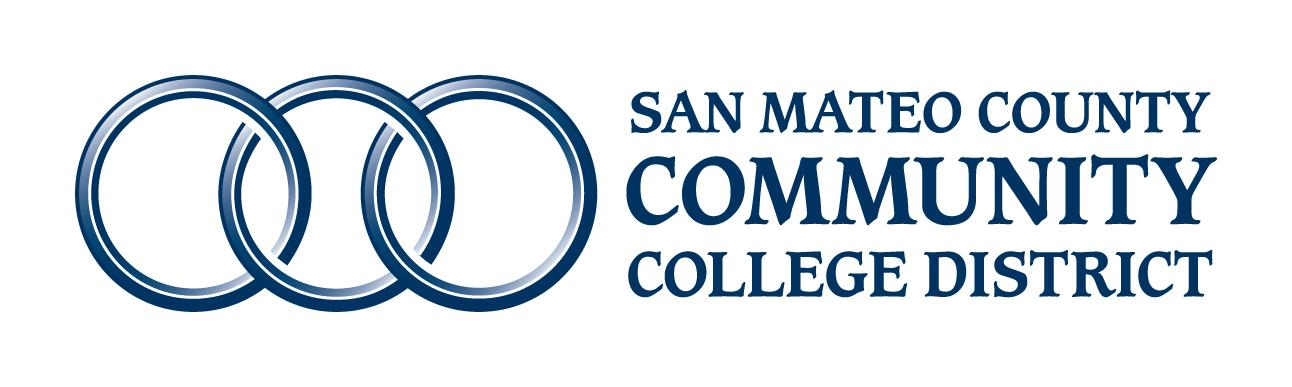 SAN MATEO COUNTY
COMMUNITY
COLLEGE DISTRICT